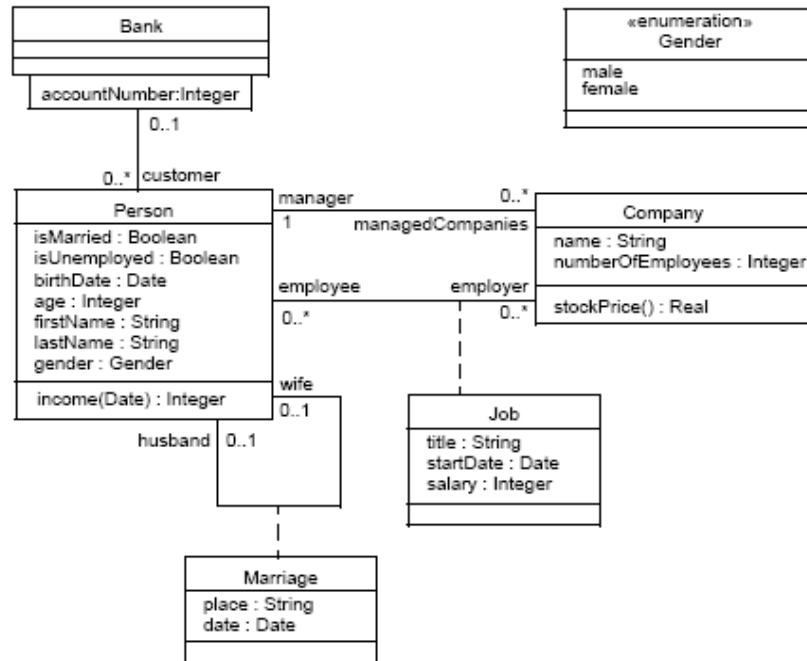 Bank
accountNumber:Integer
0..1
0..* customer
«enumeration»
Gender
male
female
Person
isMarried : Boolean
isUnemployed : Boolean
birthDate : Date
age : Integer
firstName : String
lastName : String
gender : Gender
income(Date) : Integer
manager
1
0..*
managedCompanies
employee
0..*
employer
0..*
Company
name : String
numberOfEmployees : Integer
stockPrice() : Real
wife
0..1
husband
0..1
Job
title : String
startDate : Date
salary : Integer
Marriage
place : String
date : Date